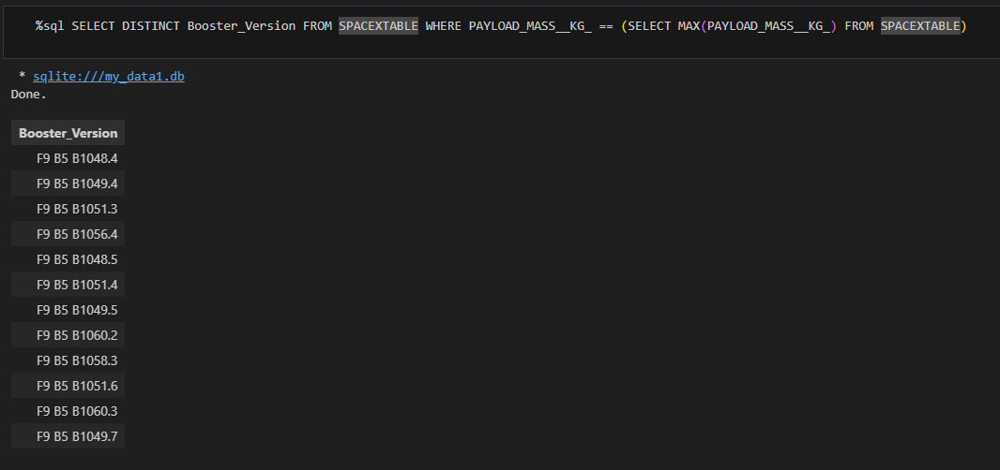 %sql SELECT DISTINCT Booster_Version FROM SPACEXTABLE WHERE PAYLOAD_MASS__KG_ == (SELECT MAX(PAYLOAD_MASS__KG_) FROM SPACEXTABLE)
* sqlite:///my_data1.db
Done.
Booster_Version
F9 B5 B1048.4
F9 B5 B1049.4
F9 B5 B1051.3
F9 B5 B1056.4
F9 B5 B1048.5
F9 B5 B1051.4
F9 B5 B1049.5
F9 B5 B1060.2
F9 B5 B1058.3
F9 B5 B1051.6
F9 B5 B1060.3
F9 B5 B1049.7